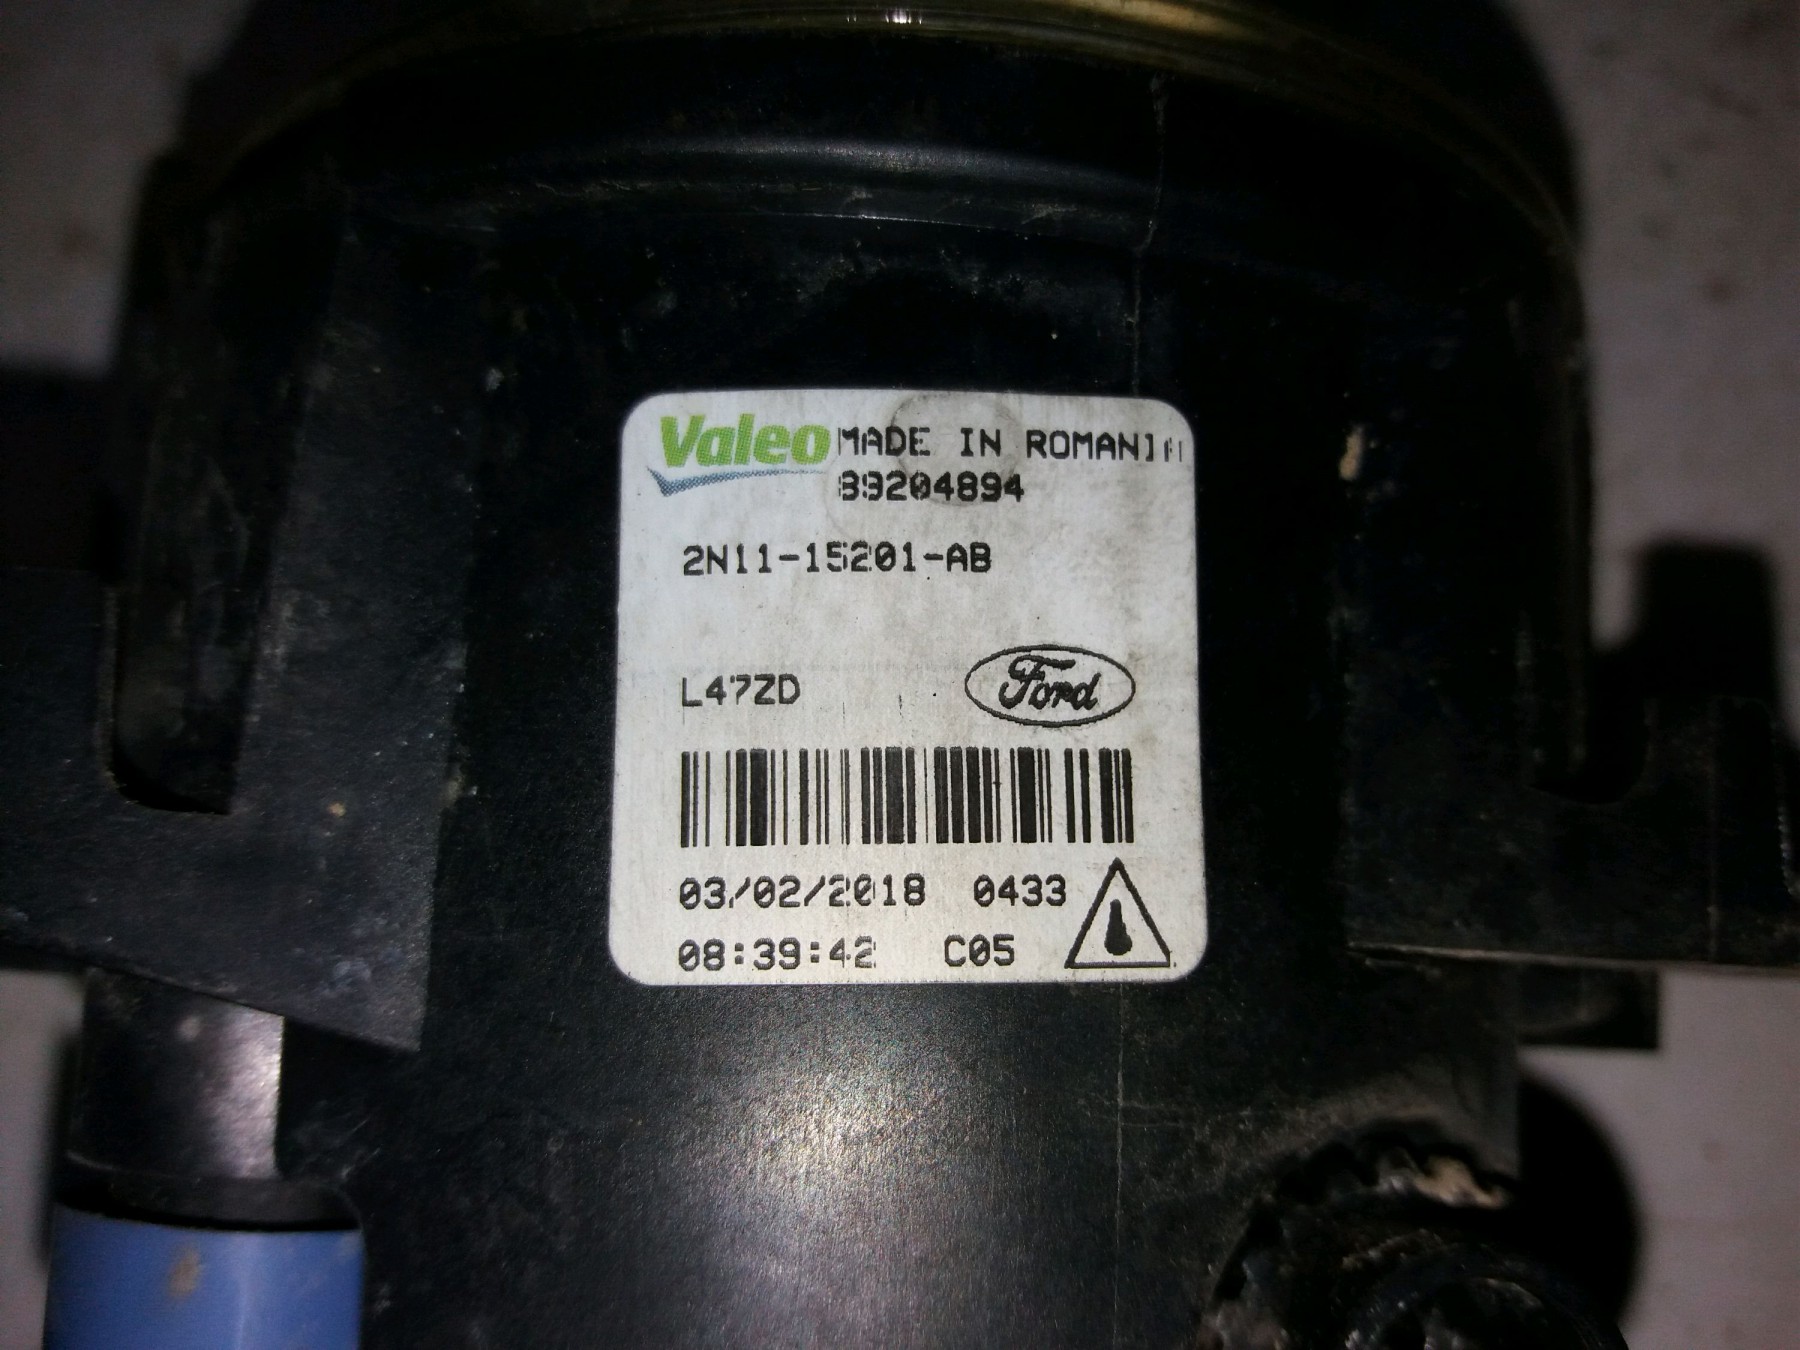 Valeo MADE IN ROMANIA
89204894
2N11-15201-AB
L47ZD
Ford
03/02/2018 0433
08:39:42 C05